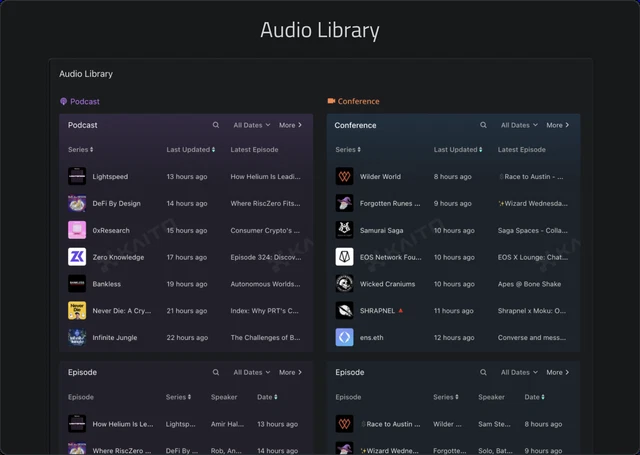 Audio Library
Audio Library
Podcast
Podcast All Dates More
Series Last Updated Latest Episode
Lightspeed 13 hours ago How Helium Is Leadi...
DeFi By Design 14 hours ago Where RiscZero Fits...
0xResearch 15 hours ago Consumer Crypto's ...
Zero Knowledge 17 hours ago Episode 324: Discov...
Bankless 19 hours ago Autonomous Worlds...
Never Die: A Cry... 21 hours ago Index: Why PRT's C...
Infinite Jungle 22 hours ago The Challenges of B...
Episode All Dates More
Episode Series Speaker Date
How Helium Is Le... Lightsp... Amir Hal... 13 hours ago
Where RiscZero ... DeFi By ... Rob, An... 14 hours ago
Conference
Conference All Dates More
Series Last Updated Latest Episode
Wilder World 8 hours ago Race to Austin - ...
Forgotten Runes ... 9 hours ago ✨Wizard Wednesda...
Samurai Saga 10 hours ago Saga Spaces - Colla...
EOS Network Fou... 10 hours ago EOS X Lounge: Chat...
Wicked Craniums 10 hours ago Apes @ Bone Shake
SHRAPNEL 11 hours ago Shrapnel x Moku: O...
ens.eth 12 hours ago Converse and mess...
Episode All Dates More
Episode Series Speaker Date
Race to Austin ... Wilder ... Sam Ste... 8 hours ago
✨Wizard Wedne... Forgotte... Solo, Bat... 9 hours ago
KAITO
KAITO